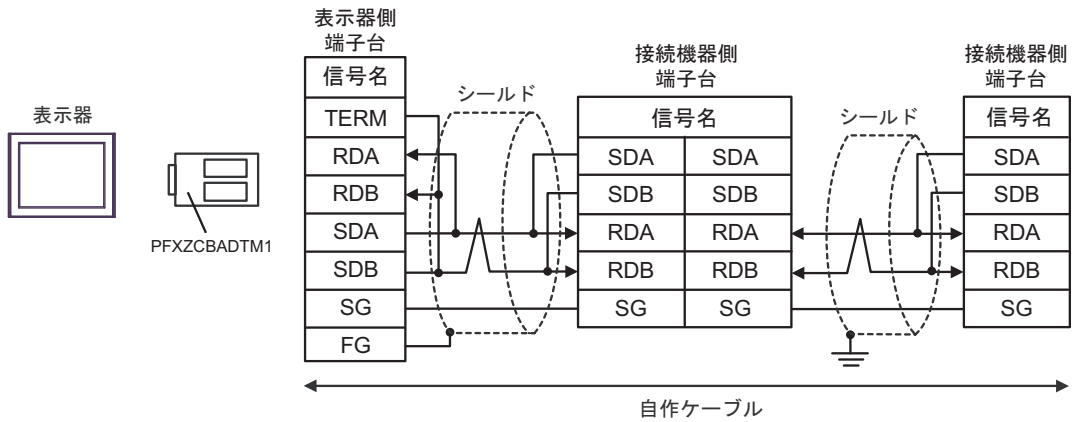 表示器
PFXZCBADTM1
表示器側
端子台
信号名
TERM
RDA
RDB
SDA
SDB
SG
FG
シールド
接続機器側
端子台
信号名
SDA SDA
SDB SDB
RDA RDA
RDB RDB
SG SG
シールド
接続機器側
端子台
信号名
SDA
SDB
RDA
RDB
SG
自作ケーブル